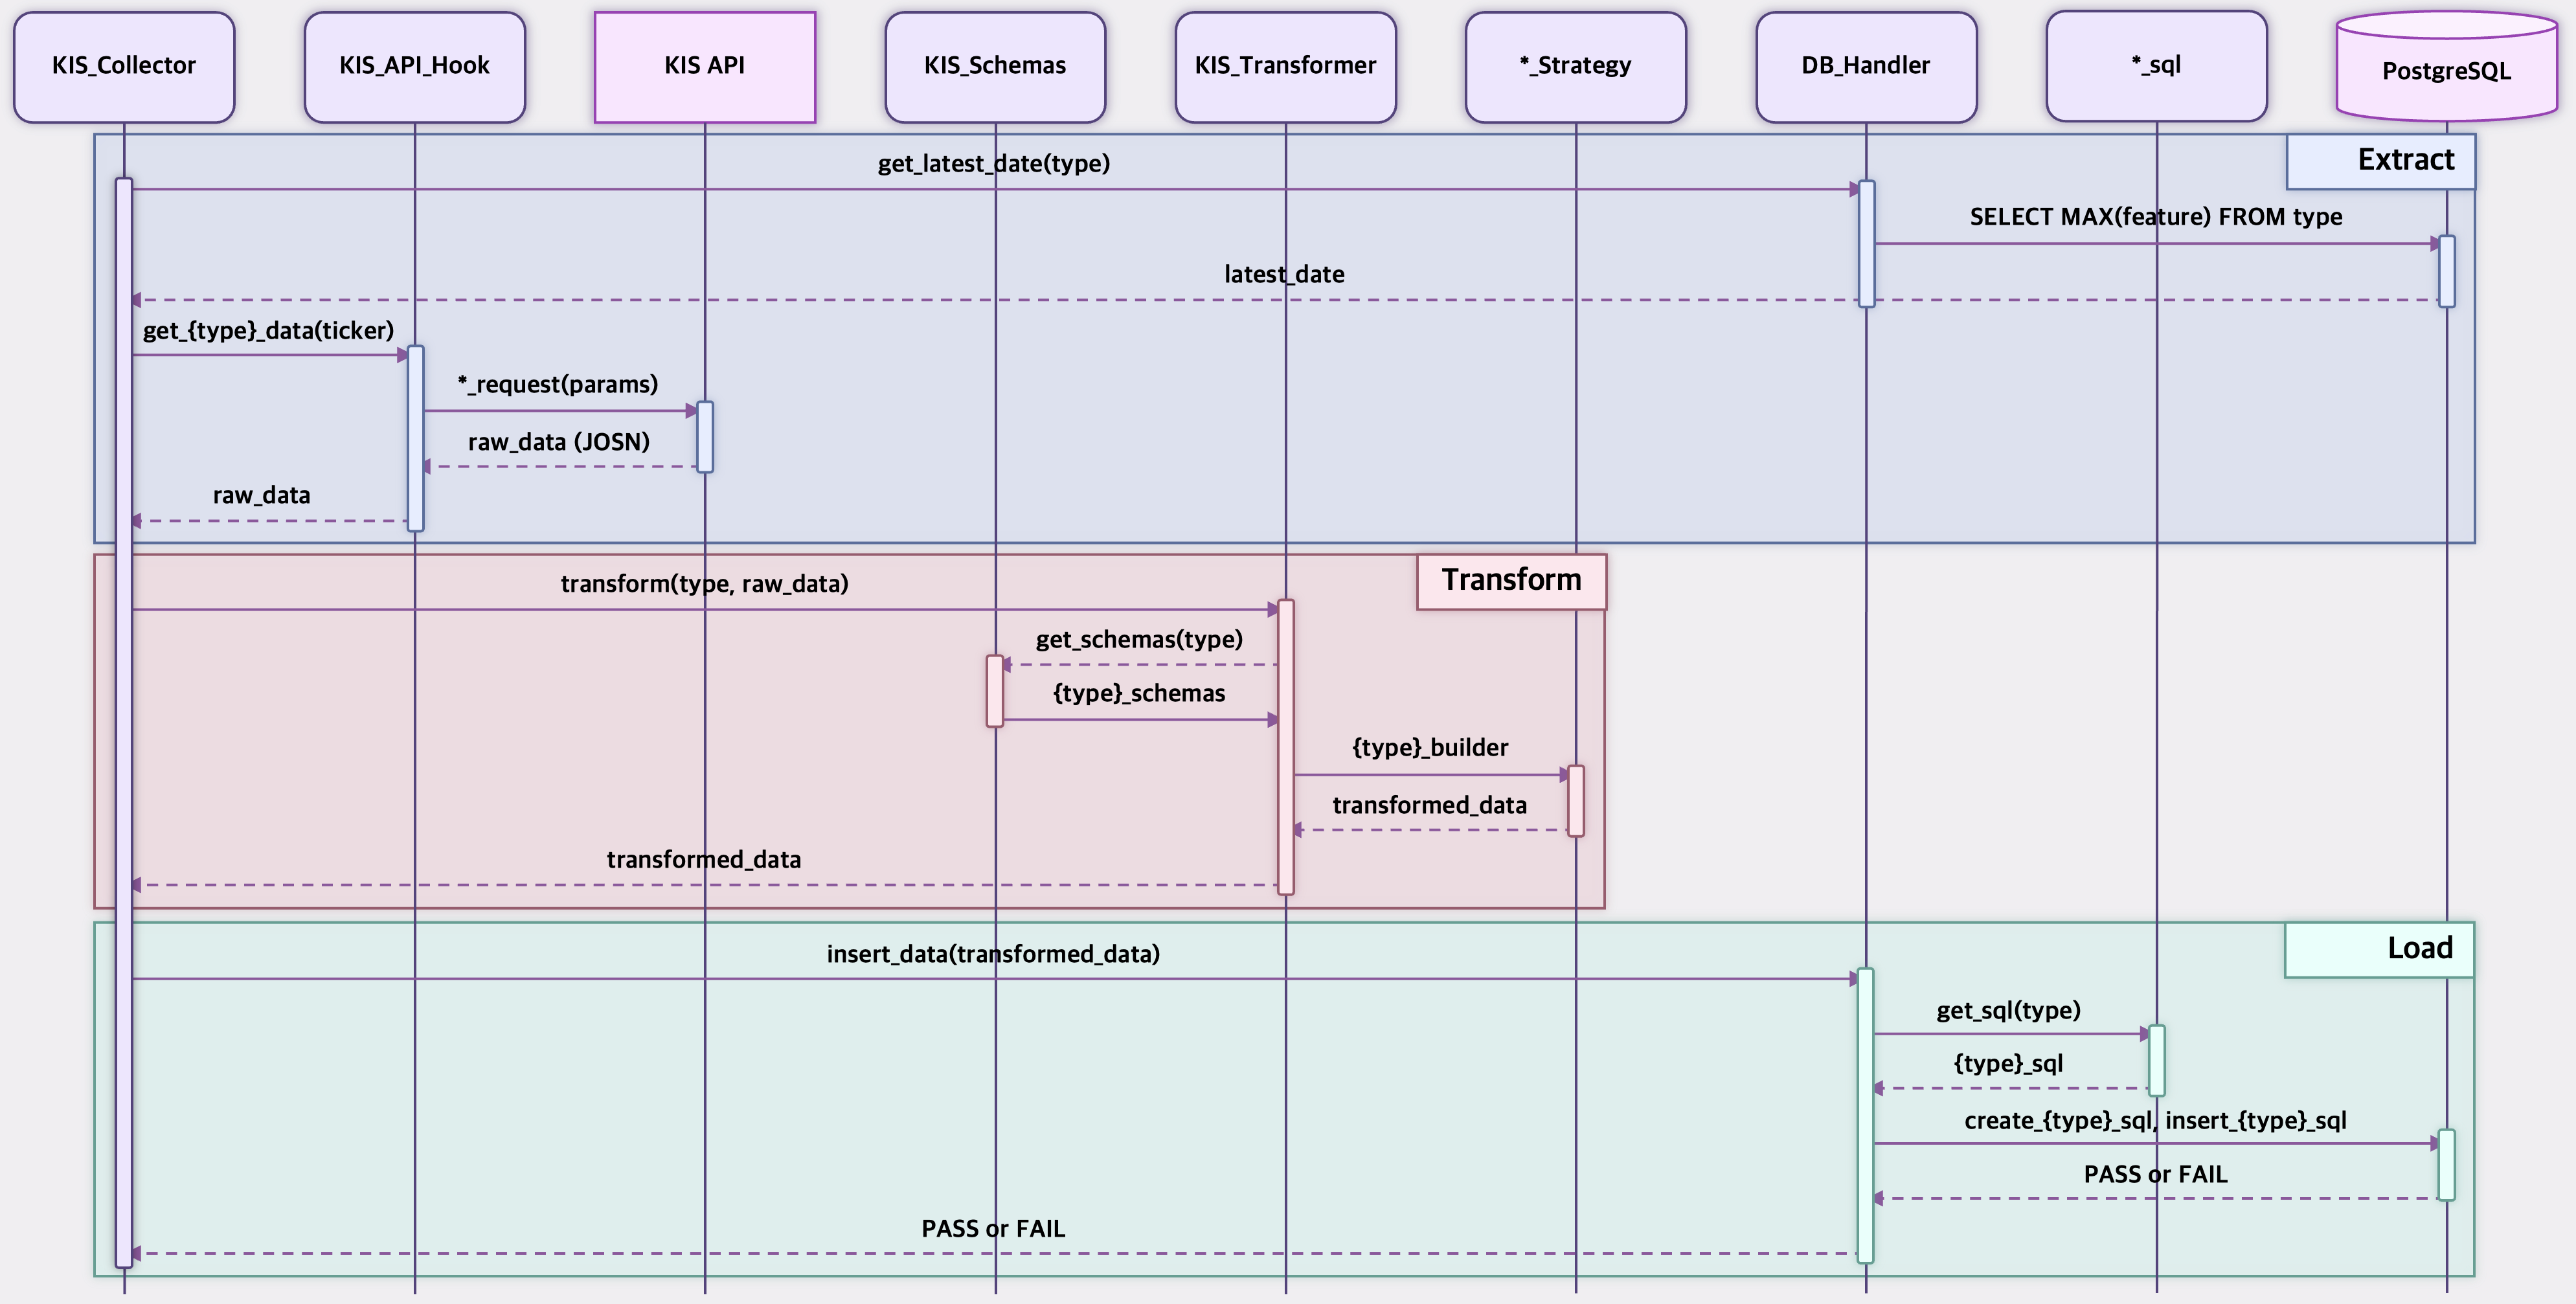 KIS_Collector
KIS_API_Hook
KIS API
KIS_Schemas
KIS_Transformer
*_Strategy
DB_Handler
*_sql
PostgreSQL
Extract
get_latest_date(type)
SELECT MAX(feature) FROM type
latest_date
get_{type}_data(ticker)
*_request(params)
raw_data (JOSN)
raw_data
Transform
transform(type, raw_data)
get_schemas(type)
{type}_schemas
{type}_builder
transformed_data
transformed_data
Load
insert_data(transformed_data)
get_sql(type)
{type}_sql
create_{type}_sql, insert_{type}_sql
PASS or FAIL
PASS or FAIL